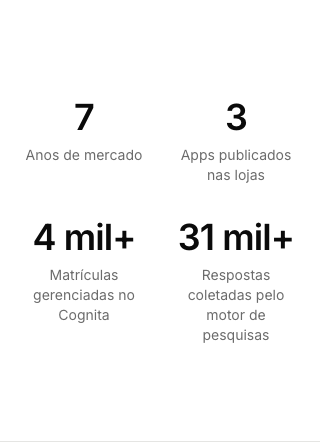 7
Anos de mercado
3
Apps publicados
nas lojas
4 mil+
Matrículas
gerenciadas no
Cognita
31 mil+
Respostas
coletadas pelo
motor de
pesquisas